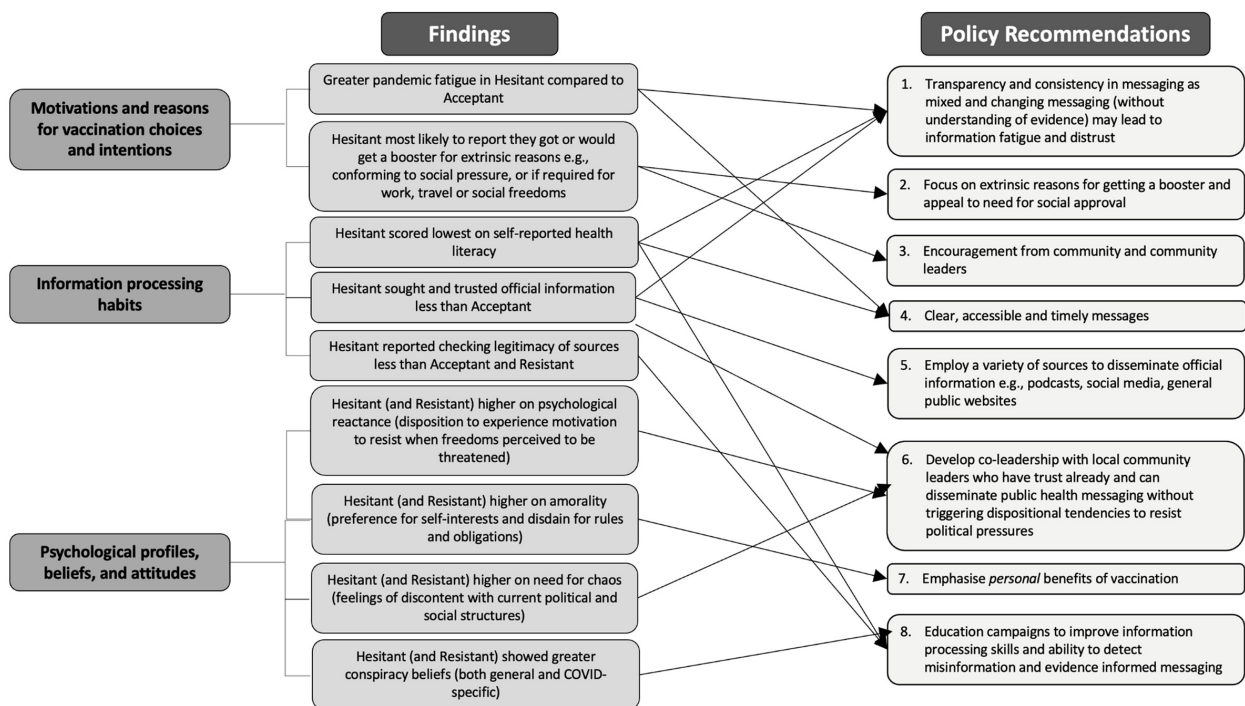 Findings
Policy Recommendations
Motivations and reasons
for vaccination choices
and intentions
Greater pandemic fatigue in Hesitant compared to
Acceptant
Hesitant most likely to report they got or would
get a booster for extrinsic reasons e.g.,
conforming to social pressure, or if required for
work, travel or social freedoms
Information processing
habits
Hesitant scored lowest on self-reported health
literacy
Hesitant sought and trusted official information
less than Acceptant
Hesitant reported checking legitimacy of sources
less than Acceptant and Resistant
Psychological profiles,
beliefs, and attitudes
Hesitant (and Resistant) higher on psychological
reactance (disposition to experience motivation
to resist when freedoms perceived to be
threatened)
Hesitant (and Resistant) higher on amorality
(preference for self-interests and disdain for rules
and obligations)
Hesitant (and Resistant) higher on need for chaos
(feelings of discontent with current political and
social structures)
Hesitant (and Resistant) showed greater
conspiracy beliefs (both general and COVID-
specific)
1. Transparency and consistency in messaging as
mixed and changing messaging (without
understanding of evidence) may lead to
information fatigue and distrust
2. Focus on extrinsic reasons for getting a booster and
appeal to need for social approval
3. Encouragement from community and community
leaders
4. Clear, accessible and timely messages
5. Employ a variety of sources to disseminate official
information e.g., podcasts, social media, general
public websites
6. Develop co-leadership with local community
leaders who have trust already and can
disseminate public health messaging without
triggering dispositional tendencies to resist
political pressures
7. Emphasise personal benefits of vaccination
8. Education campaigns to improve information
processing skills and ability to detect
misinformation and evidence informed messaging